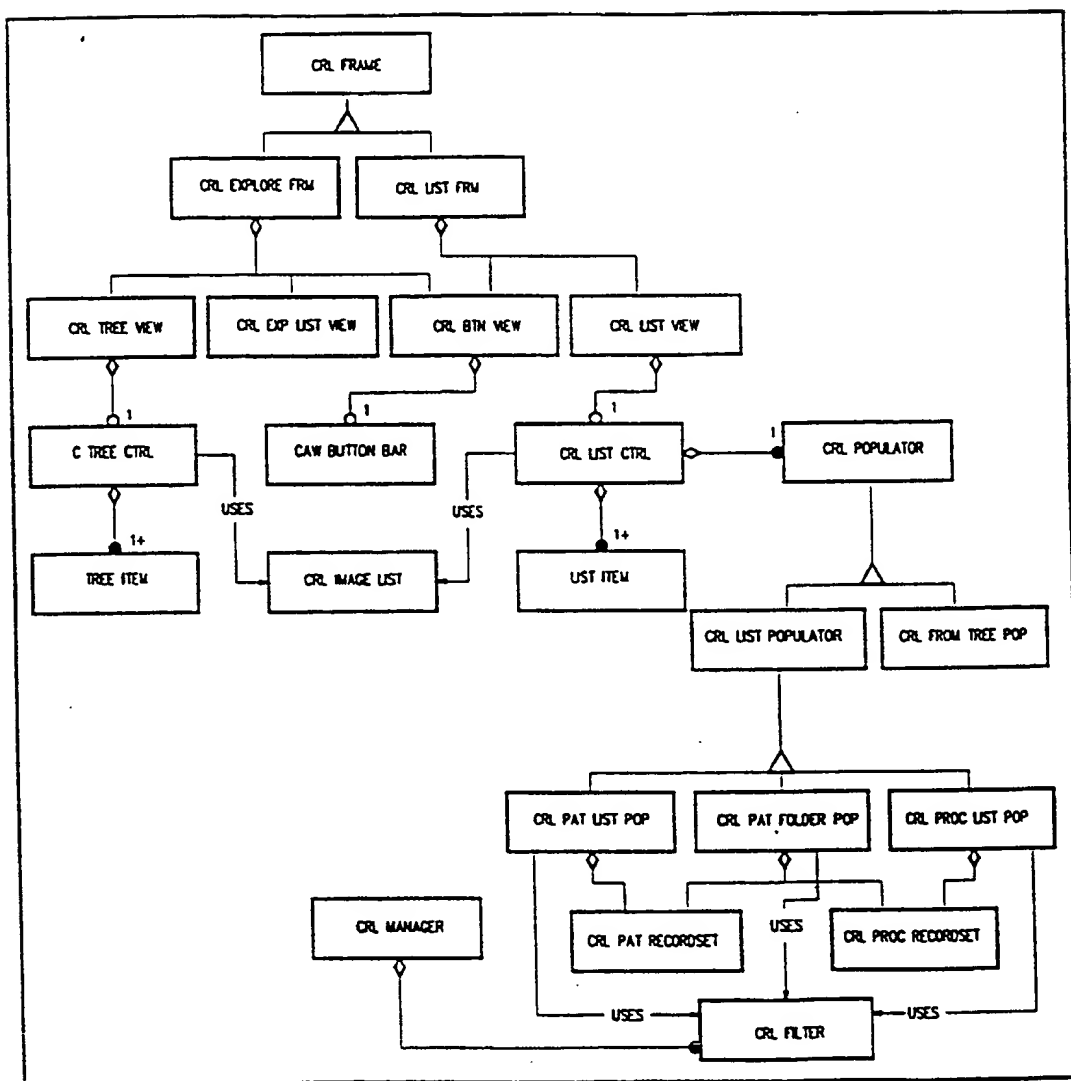 CRL FRAME
CRL EXPLORE FRM
CRL LIST FRM
CRL TREE VIEW
CRL EXP LIST VIEW
CRL BTN VIEW
CRL LIST VIEW
1
1
1
1
C TREE CTRL
CAW BUTTON BAR
CRL LIST CTRL
CRL POPULATOR
USES
USES
1+
1+
TREE ITEM
CRL IMAGE LIST
LIST ITEM
CRL LIST POPULATOR
CRL FROM TREE POP
CRL PAT LIST POP
CRL PAT FOLDER POP
CRL PROC LIST POP
CRL MANAGER
CRL PAT RECORDSET
USES
CRL PROC RECORDSET
USES
USES
CRL FILTER